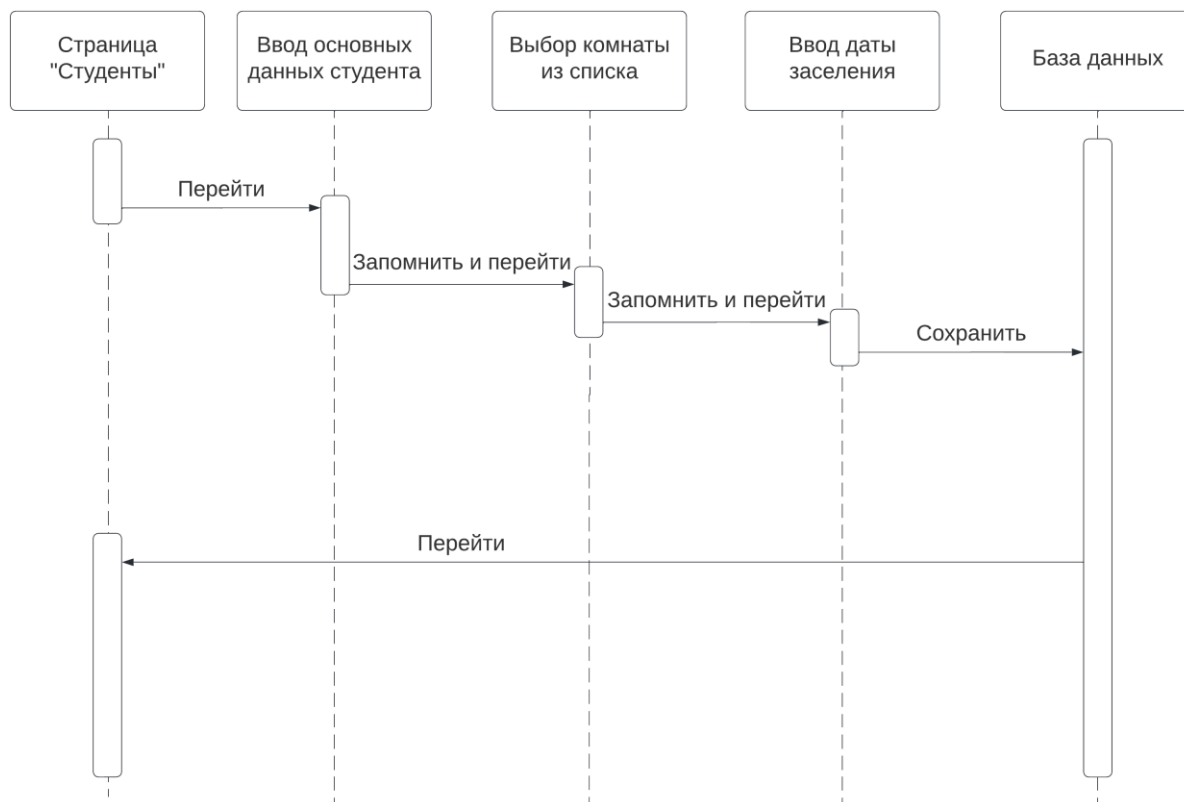 Страница
"Студенты"
Ввод основных
данных студента
Выбор комнаты
из списка
Ввод даты
заселения
База данных
Перейти
Запомнить и перейти
Запомнить и перейти
Сохранить
Перейти